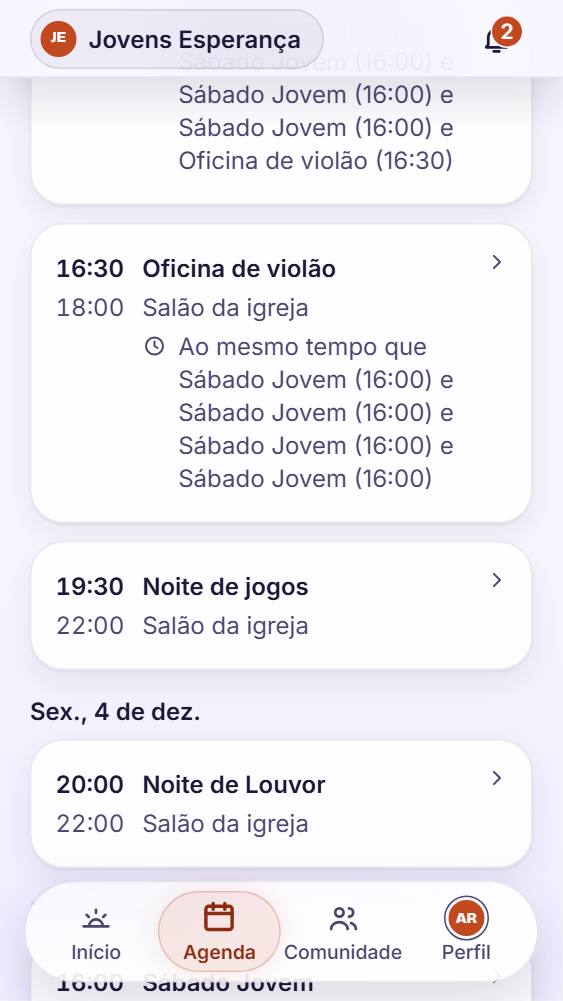 JE Jovens Esperança 2
Sábado Jovem (16:00) e
Sábado Jovem (16:00) e
Sábado Jovem (16:00) e
Oficina de violão (16:30)
16:30 Oficina de violão
18:00 Salão da igreja
Ao mesmo tempo que
Sábado Jovem (16:00) e
Sábado Jovem (16:00) e
Sábado Jovem (16:00) e
Sábado Jovem (16:00)
19:30 Noite de jogos
22:00 Salão da igreja
Sex., 4 de dez.
20:00 Noite de Louvor
22:00 Salão da igreja
AR
Início Agenda Comunidade Perfil
16:00 Sábado Jovem